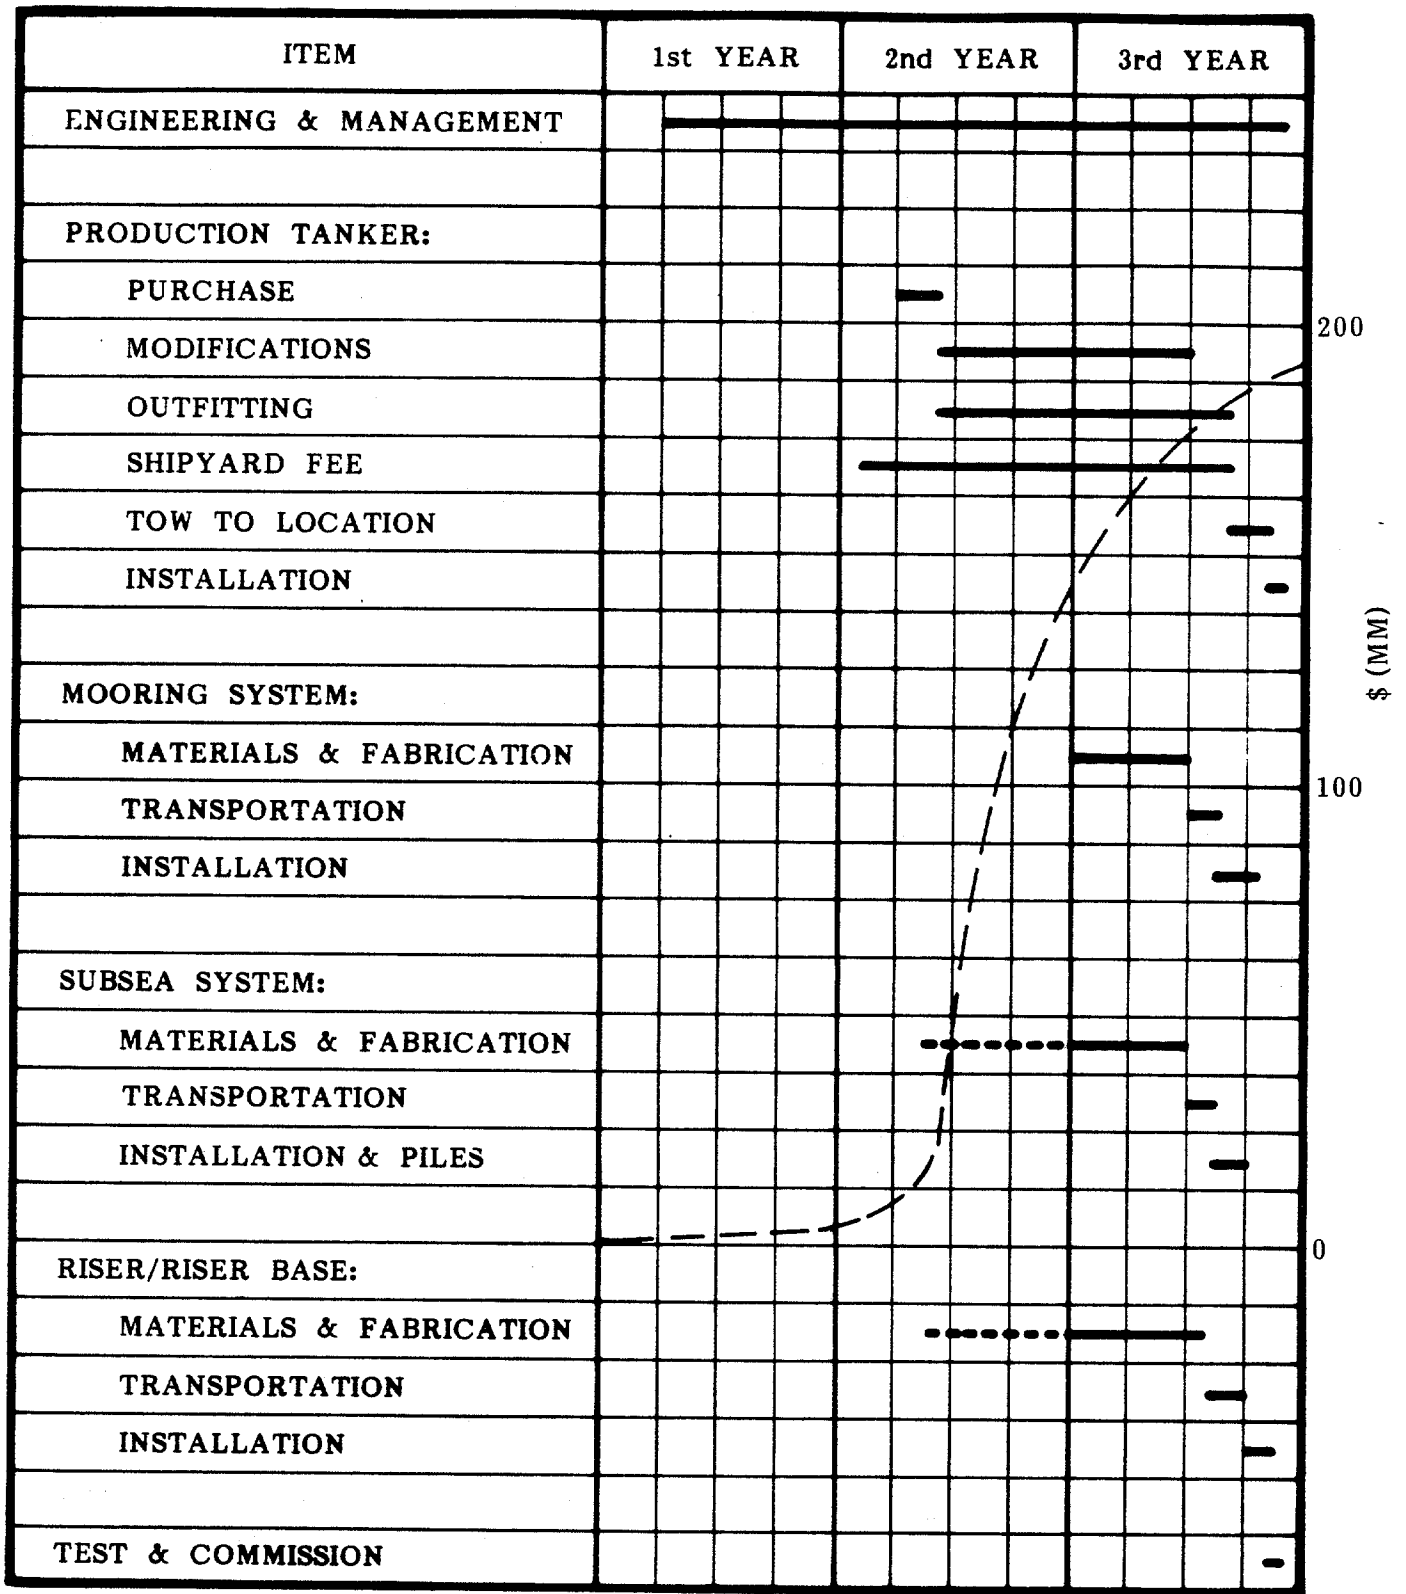 ITEM 1st YEAR 2nd YEAR 3rd YEAR
ENGINEERING & MANAGEMENT
PRODUCTION TANKER:
PURCHASE
200
MODIFICATIONS
OUTFITTING
SHIPYARD FEE
TOW TO LOCATION
INSTALLATION
$ (MM)
MOORING SYSTEM:
MATERIALS & FABRICATION
100
TRANSPORTATION
INSTALLATION
SUBSEA SYSTEM:
MATERIALS & FABRICATION
TRANSPORTATION
INSTALLATION & PILES
0
RISER/RISER BASE:
MATERIALS & FABRICATION
TRANSPORTATION
INSTALLATION
TEST & COMMISSION